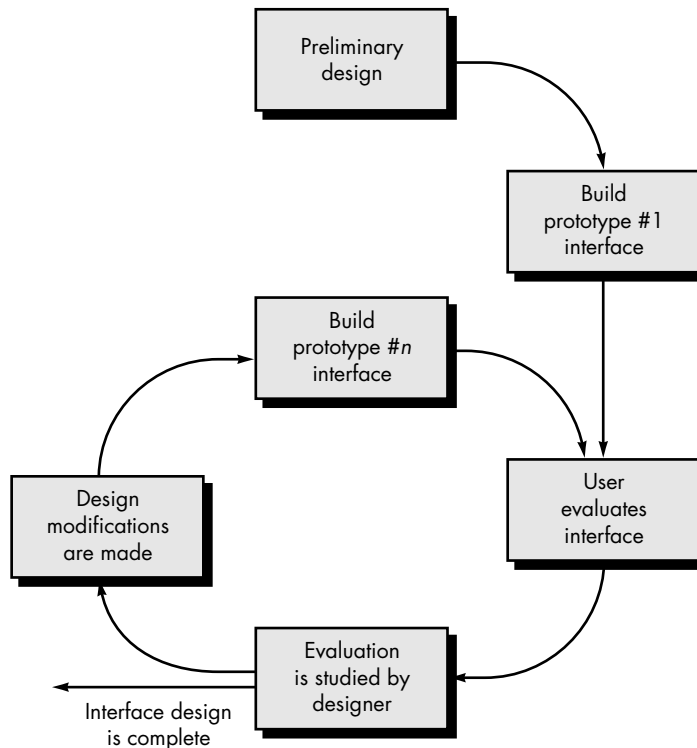 Preliminary
design
Build
prototype #1
interface
Build
prototype #n
interface
User
evaluates
interface
Design
modifications
are made
Evaluation
is studied by
designer
Interface design
is complete